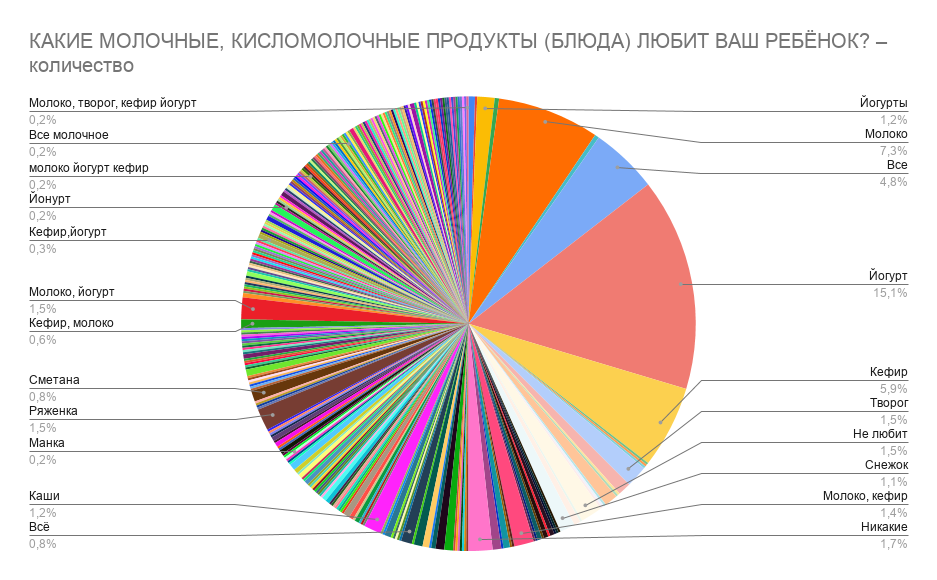 КАКИЕ МОЛОЧНЫЕ, КИСЛОМОЛОЧНЫЕ ПРОДУКТЫ (БЛЮДА) ЛЮБИТ ВАШ РЕБЁНОК? –
количество
Молоко, творог, кефир йогурт
0,2%
Все молочное
0,2%
молоко йогурт кефир
0,2%
Йонурт
0,2%
Кефир,йогурт
0,3%
Молоко, йогурт
1,5%
Кефир, молоко
0,6%
Сметана
0,8%
Ряженка
1,5%
Манка
0,2%
Каши
1,2%
Всё
0,8%
Йогурты
1,2%
Молоко
7,3%
Все
4,8%
Йогурт
15,1%
Кефир
5,9%
Творог
1,5%
Не любит
1,5%
Снежок
1,1%
Молоко, кефир
1,4%
Никакие
1,7%